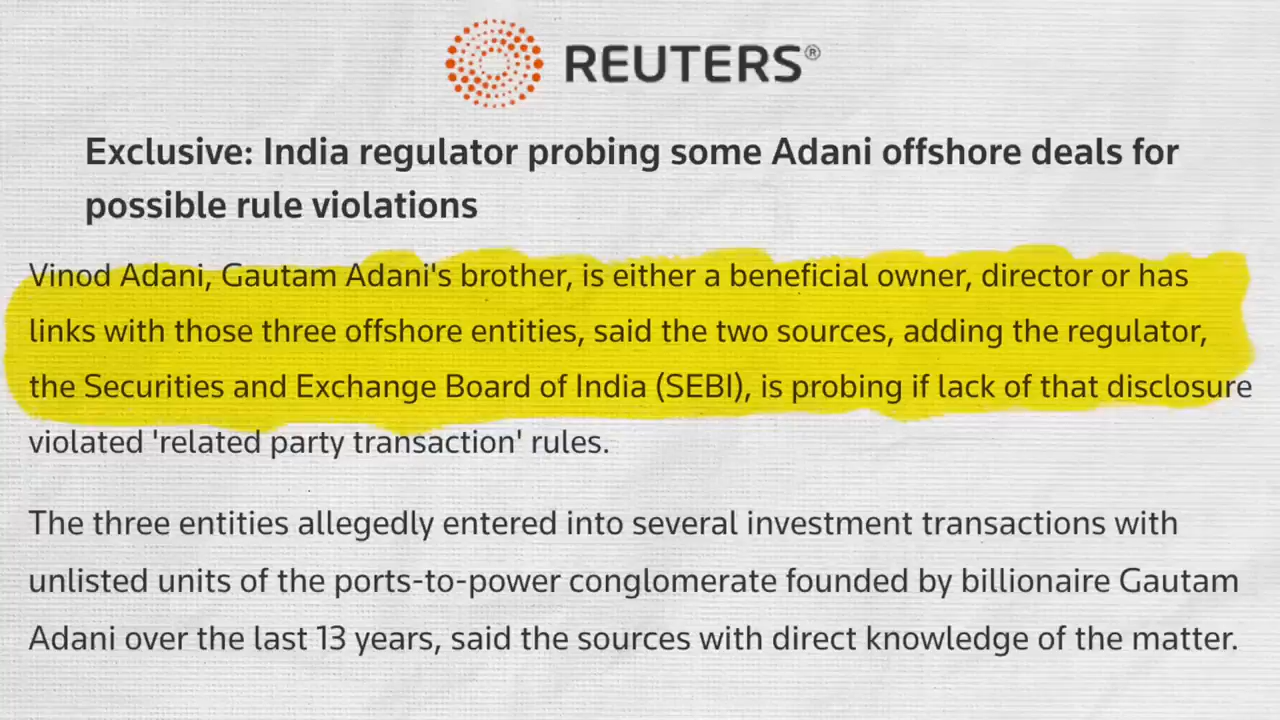 REUTERS®
Exclusive: India regulator probing some Adani offshore deals for
possible rule violations
Vinod Adani, Gautam Adani's brother, is either a beneficial owner, director or has
links with those three offshore entities, said the two sources, adding the regulator,
the Securities and Exchange Board of India (SEBI), is probing if lack of that disclosure
violated 'related party transaction' rules.
The three entities allegedly entered into several investment transactions with
unlisted units of the ports-to-power conglomerate founded by billionaire Gautam
Adani over the last 13 years, said the sources with direct knowledge of the matter.